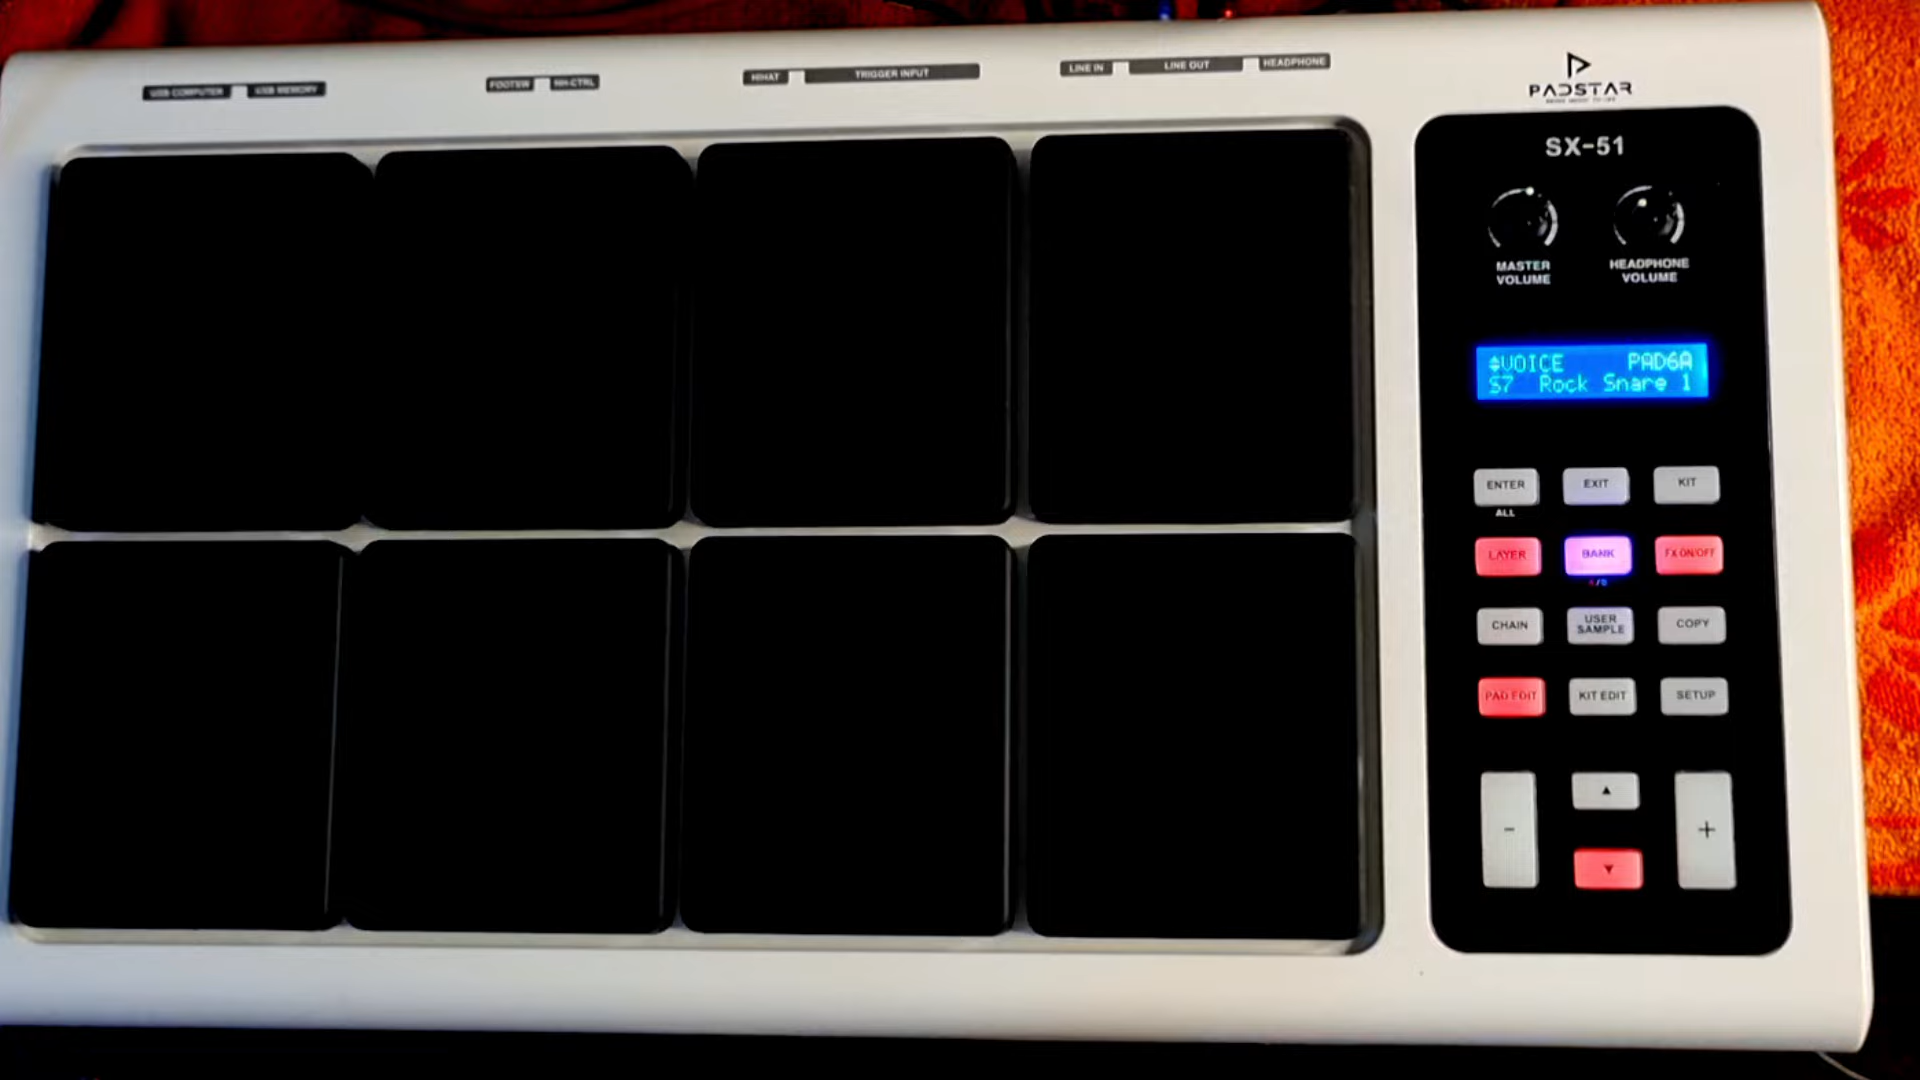 USB COMPUTER USB MEMORY FOOTSW HH-CTRL HIHAT TRIGGER INPUT LINE IN LINE OUT HEADPHONE
PADSTAR
SX-51
MASTER VOLUME
HEADPHONE VOLUME
VOICE PAD6A
S7 Rock Snare 1
ENTER EXIT KIT
ALL
LAYER BANK FX ON/OFF
CHAIN USER SAMPLE COPY
PAD EDIT KIT EDIT SETUP
- ▲ +
▼